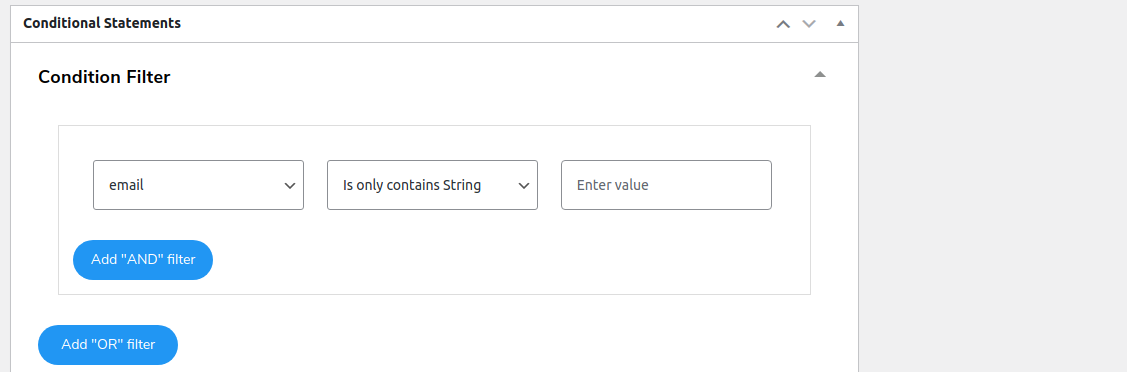 Conditional Statements
Condition Filter
email
Is only contains String
Enter value
Add "AND" filter
Add "OR" filter